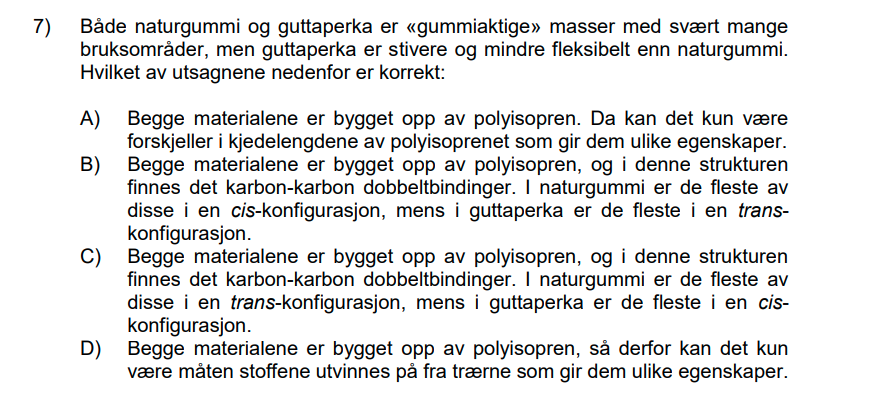 7) Både naturgummi og guttaperka er «gummiaktige» masser med svært mange
bruksområder, men guttaperka er stivere og mindre fleksibelt enn naturgummi.
Hvilket av utsagnene nedenfor er korrekt:
A) Begge materialene er bygget opp av polyisopren. Da kan det kun være
forskjeller i kjedelengdene av polyisoprenet som gir dem ulike egenskaper.
B) Begge materialene er bygget opp av polyisopren, og i denne strukturen
finnes det karbon-karbon dobbeltbindinger. I naturgummi er de fleste av
disse i en cis-konfigurasjon, mens i guttaperka er de fleste i en trans-
konfigurasjon.
C) Begge materialene er bygget opp av polyisopren, og i denne strukturen
finnes det karbon-karbon dobbeltbindinger. I naturgummi er de fleste av
disse i en trans-konfigurasjon, mens i guttaperka er de fleste i en cis-
konfigurasjon.
D) Begge materialene er bygget opp av polyisopren, så derfor kan det kun
være måten stoffene utvinnes på fra trærne som gir dem ulike egenskaper.